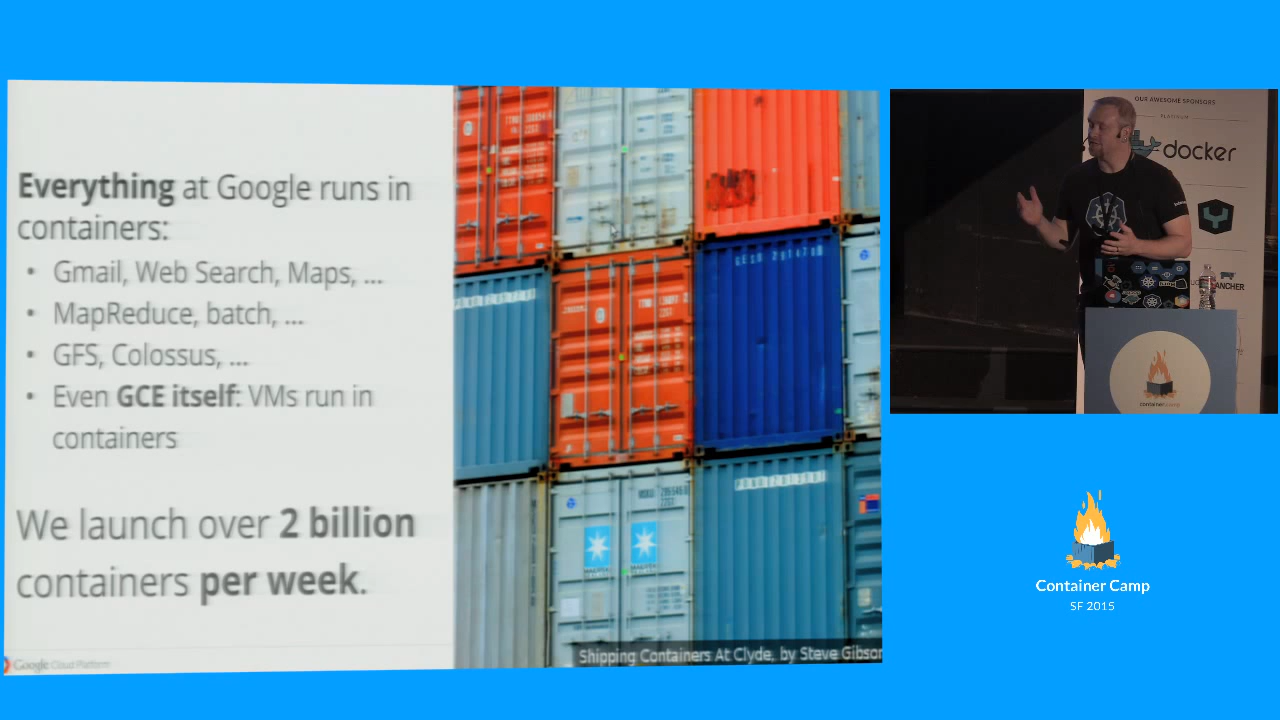 Everything at Google runs in
containers:
• Gmail, Web Search, Maps, ...
• MapReduce, batch, ...
• GFS, Colossus, ...
• Even GCE itself: VMs run in
containers
We launch over 2 billion
containers per week.
Google Cloud Platform
Shipping Containers At Clyde, by Steve Gibson
OUR AWESOME SPONSORS
PLATINUM
docker
ANCHER
containercamp
Container Camp
SF 2015